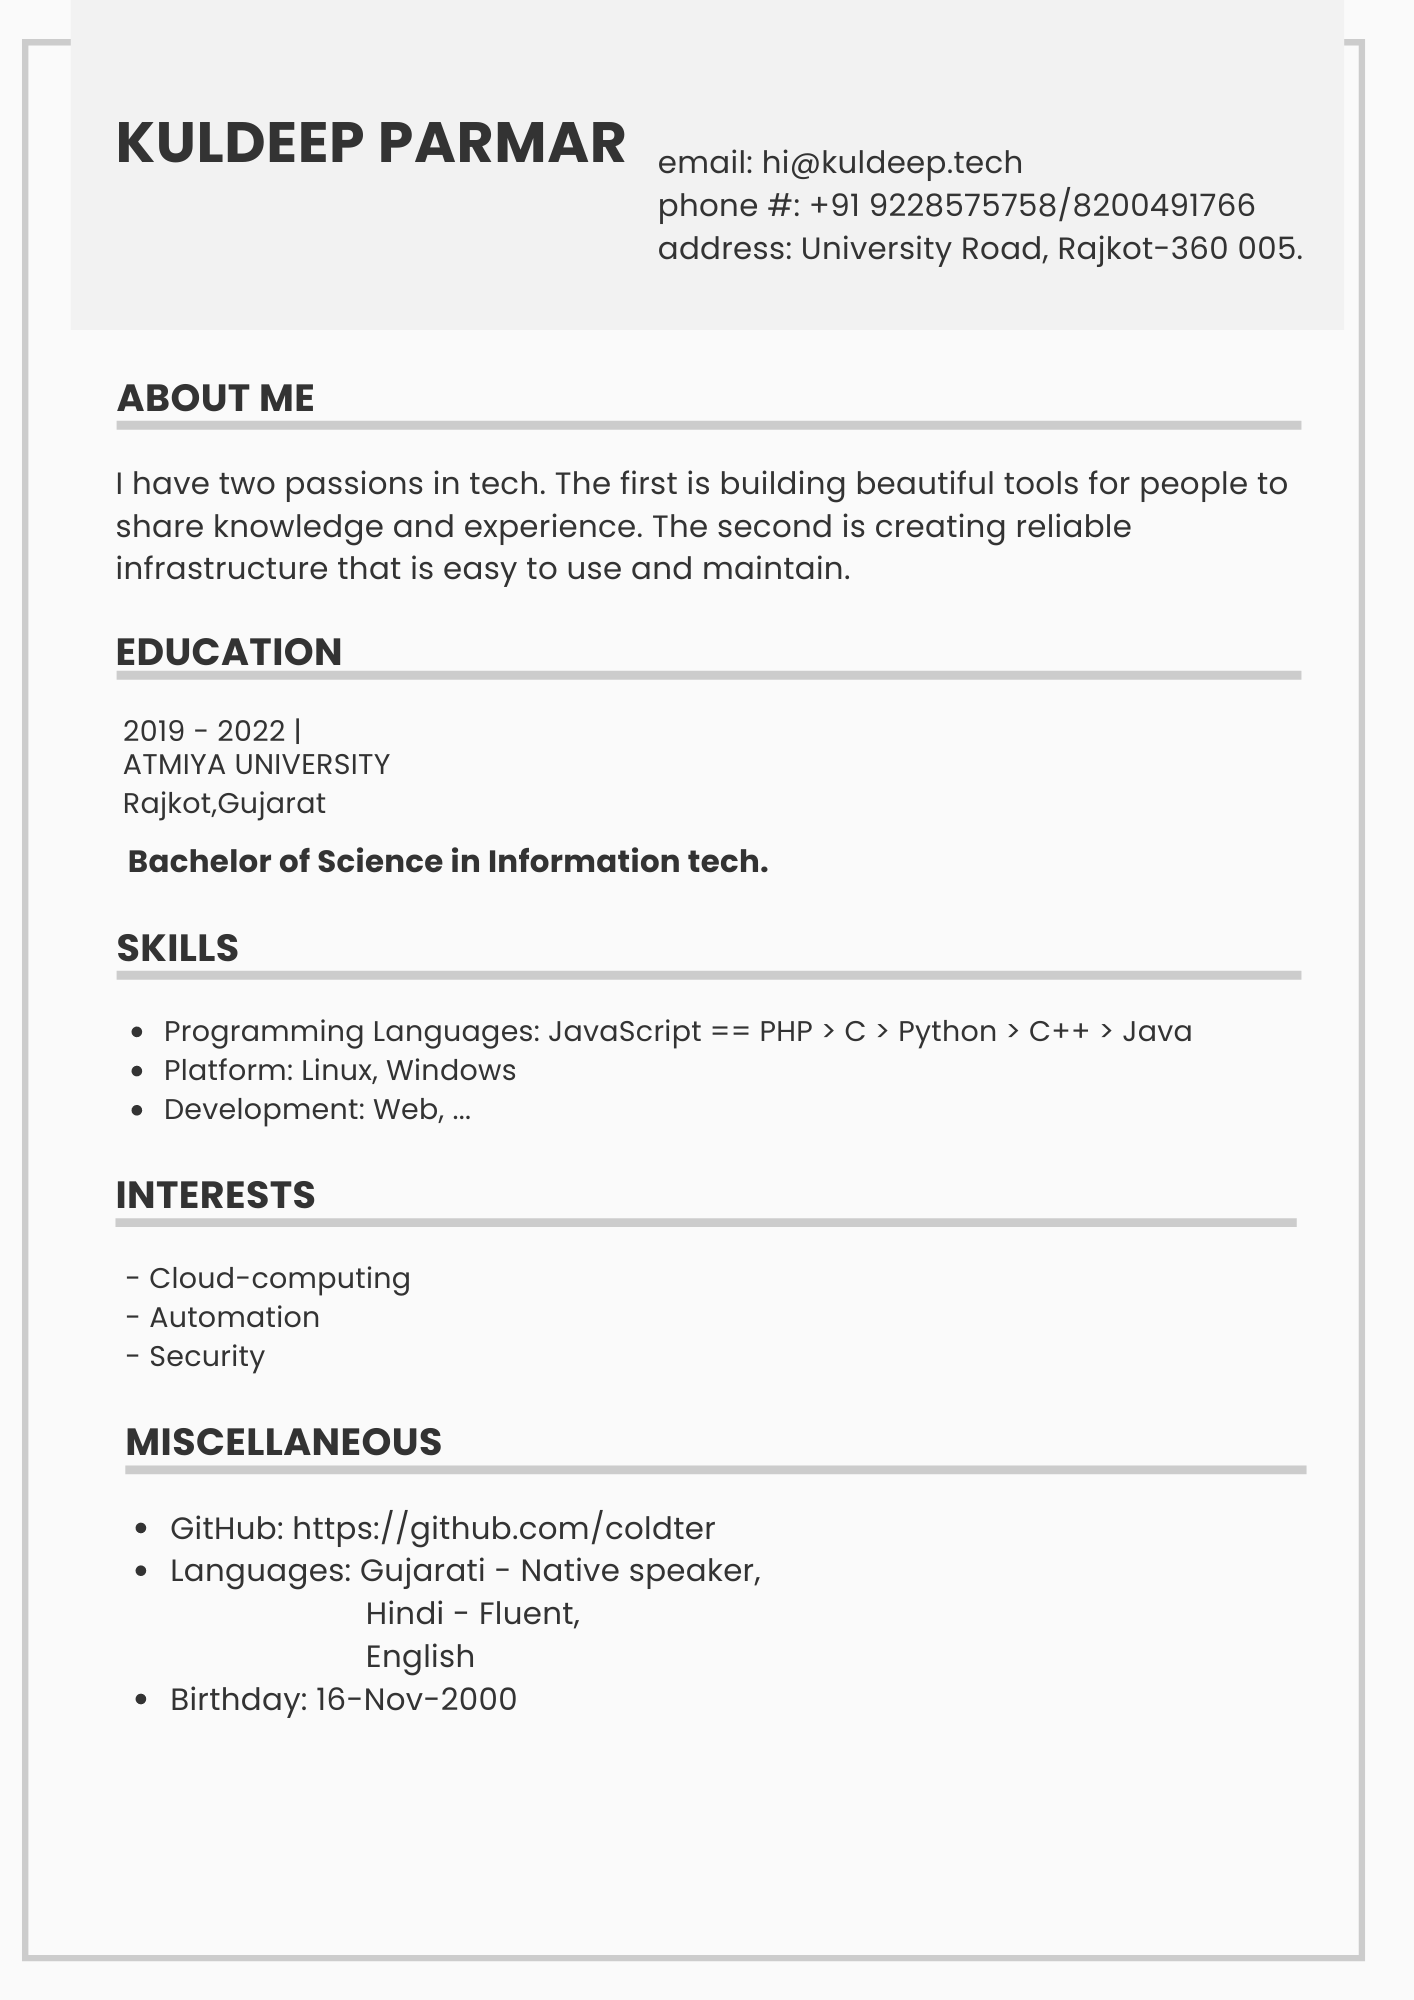 KULDEEP PARMAR
email: hi@kuldeep.tech
phone #: +91 9228575758/8200491766
address: University Road, Rajkot-360 005.
ABOUT ME
I have two passions in tech. The first is building beautiful tools for people to
share knowledge and experience. The second is creating reliable
infrastructure that is easy to use and maintain.
EDUCATION
2019 - 2022 |
ATMIYA UNIVERSITY
Rajkot,Gujarat
Bachelor of Science in Information tech.
SKILLS
• Programming Languages: JavaScript == PHP > C > Python > C++ > Java
• Platform: Linux, Windows
• Development: Web, ...
INTERESTS
- Cloud-computing
- Automation
- Security
MISCELLANEOUS
• GitHub: https://github.com/coldter
• Languages: Gujarati - Native speaker,
Hindi - Fluent,
English
• Birthday: 16-Nov-2000